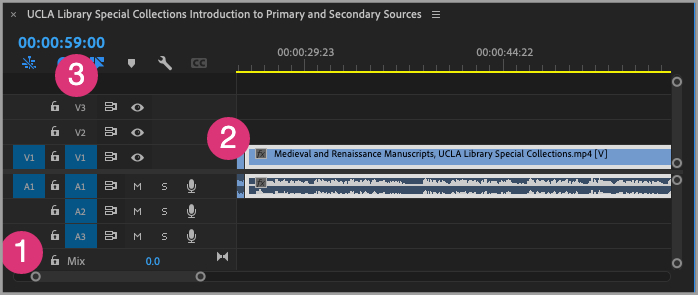 × UCLA Library Special Collections Introduction to Primary and Secondary Sources
00:00:59:00
00:00:29:23 00:00:44:22
3
V3
V2
2
V1 V1 fx Medieval and Renaissance Manuscripts, UCLA Library Special Collections.mp4 [V]
A1 A1 M S fx
A2 M S
A3 M S
1
Mix 0.0